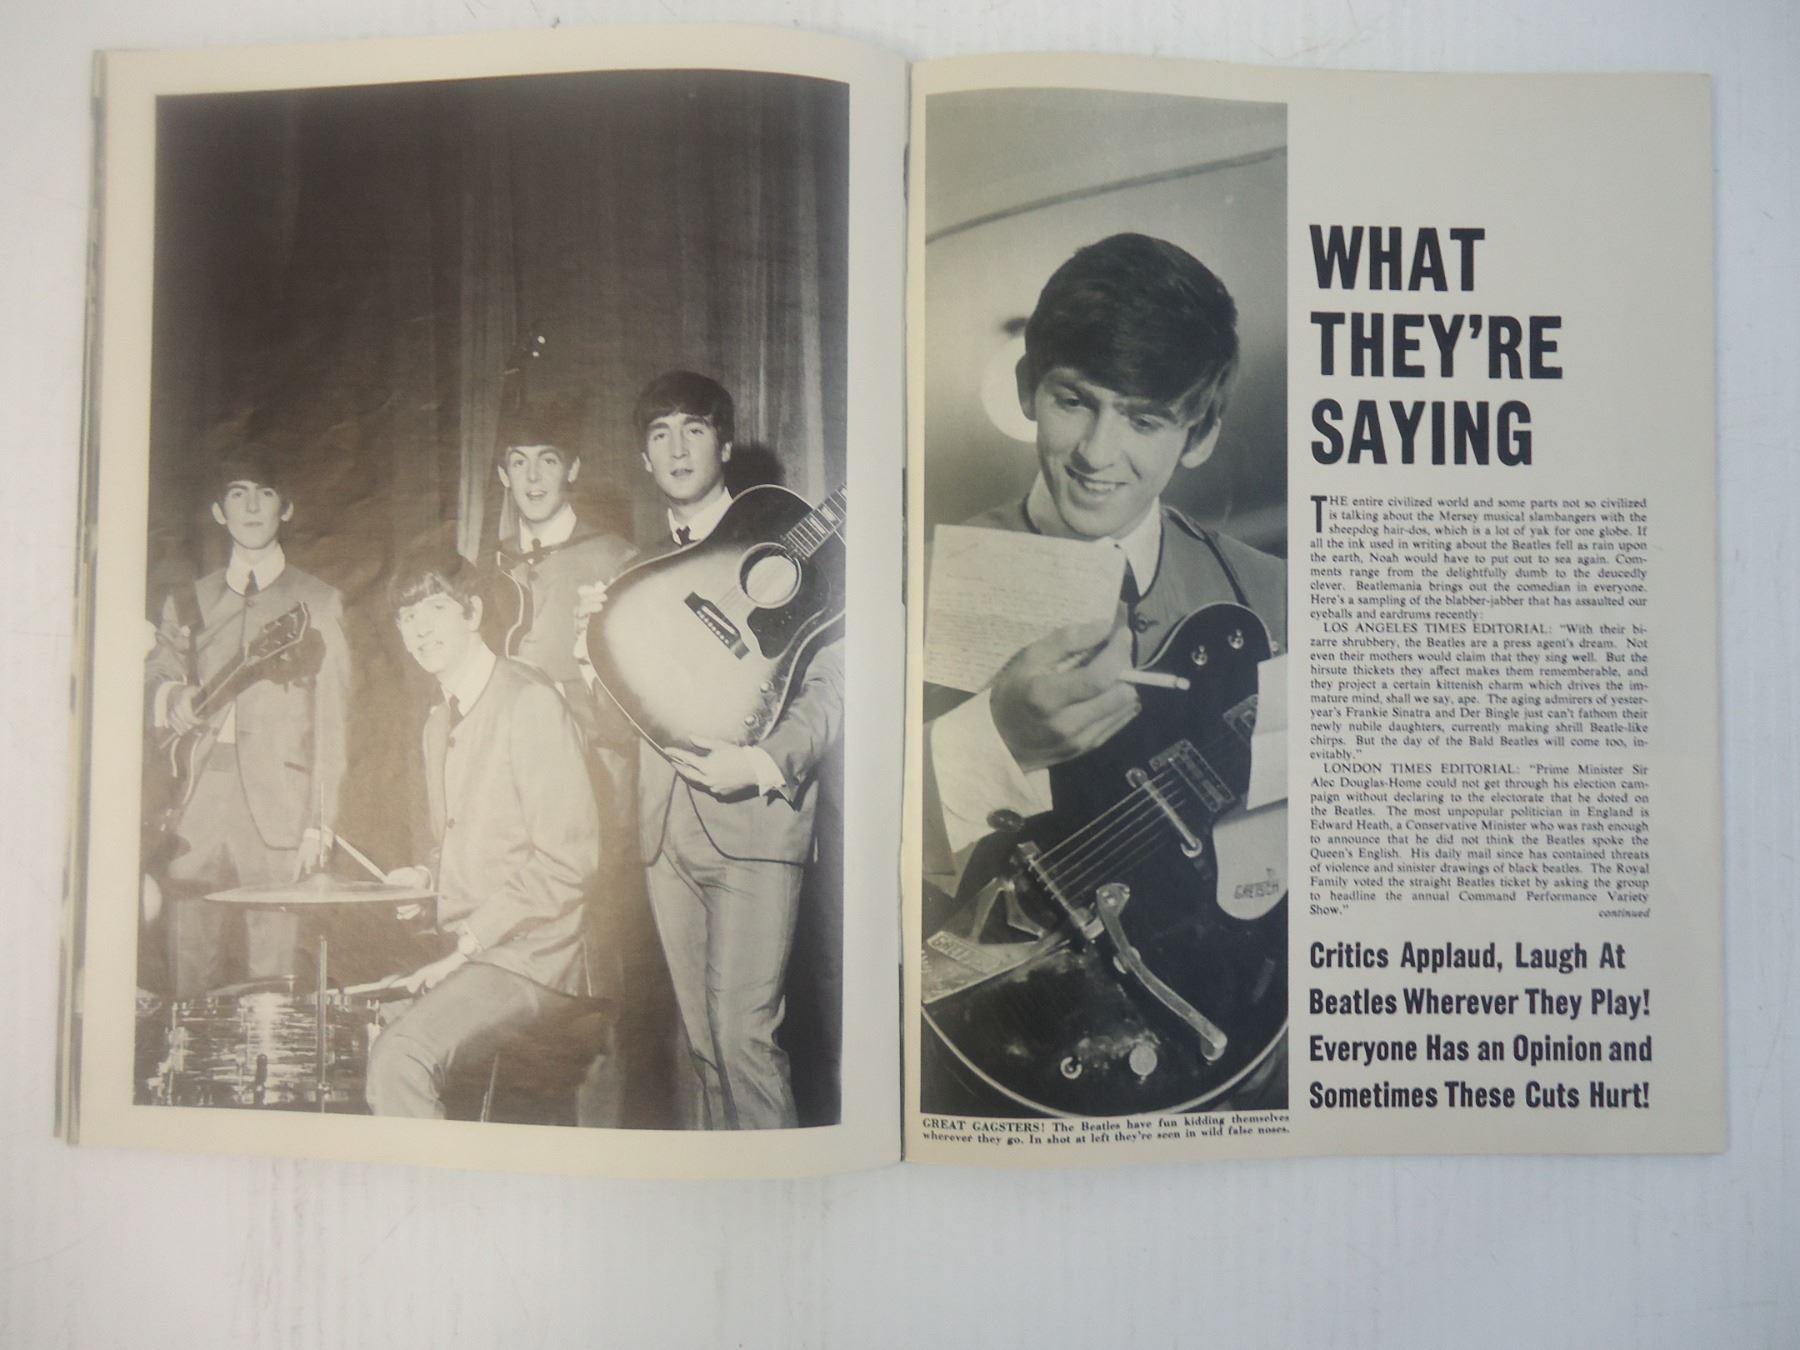 WHAT
THEY'RE
SAYING
THE entire civilized world and some parts not so civilized
is talking about the Mersey musical slambangers with the
sheepdog hair-dos, which is a lot of yak for one globe. If
all the ink used in writing about the Beatles fell as rain upon
the earth, Noah would have to put out to sea again. Com-
ments range from the delightfully dumb to the deucedly
clever. Beatlemania brings out the comedian in everyone.
Here's a sampling of the blabber-jabber that has assaulted our
eyeballs and eardrums recently:
LOS ANGELES TIMES EDITORIAL: "With their bi-
zarre shrubbery, the Beatles are a press agent's dream. Not
even their mothers would claim that they sing well. But the
hirsute thickets they affect makes them rememberable, and
they project a certain kittenish charm which drives the im-
mature mind, shall we say, ape. The aging admirers of yester-
year's Frankie Sinatra and Der Bingle just can't fathom their
newly nubile daughters, currently making shrill Beatle-like
chirps. But the day of the Bald Beatles will come too, in-
evitably."
LONDON TIMES EDITORIAL: "Prime Minister Sir
Alec Douglas-Home could not get through his election cam-
paign without declaring to the electorate that he doted on
the Beatles. The most unpopular politician in England is
Edward Heath, a Conservative Minister who was rash enough
to announce that he did not think the Beatles spoke the
Queen's English. His daily mail since has contained threats
of violence and sinister drawings of black beatles. The Royal
Family voted the straight Beatles ticket by asking the group
to headline the annual Command Performance Variety
Show."
continued
Critics Applaud, Laugh At
Beatles Wherever They Play!
Everyone Has an Opinion and
Sometimes These Cuts Hurt!
GRETSCH
GREAT GAGSTERS! The Beatles have fun kidding themselves
wherever they go. In shot at left they're seen in wild false noses.